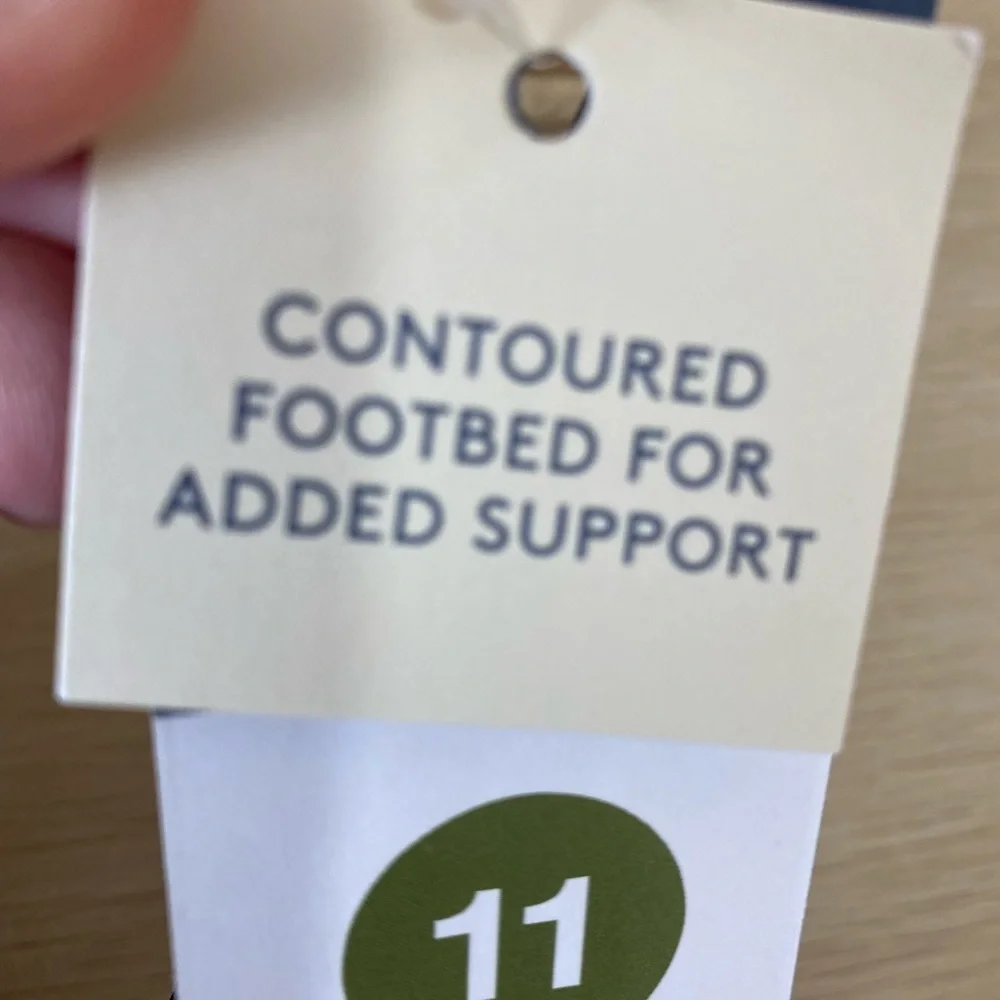 CONTOURED
FOOTBED FOR
ADDED SUPPORT
11